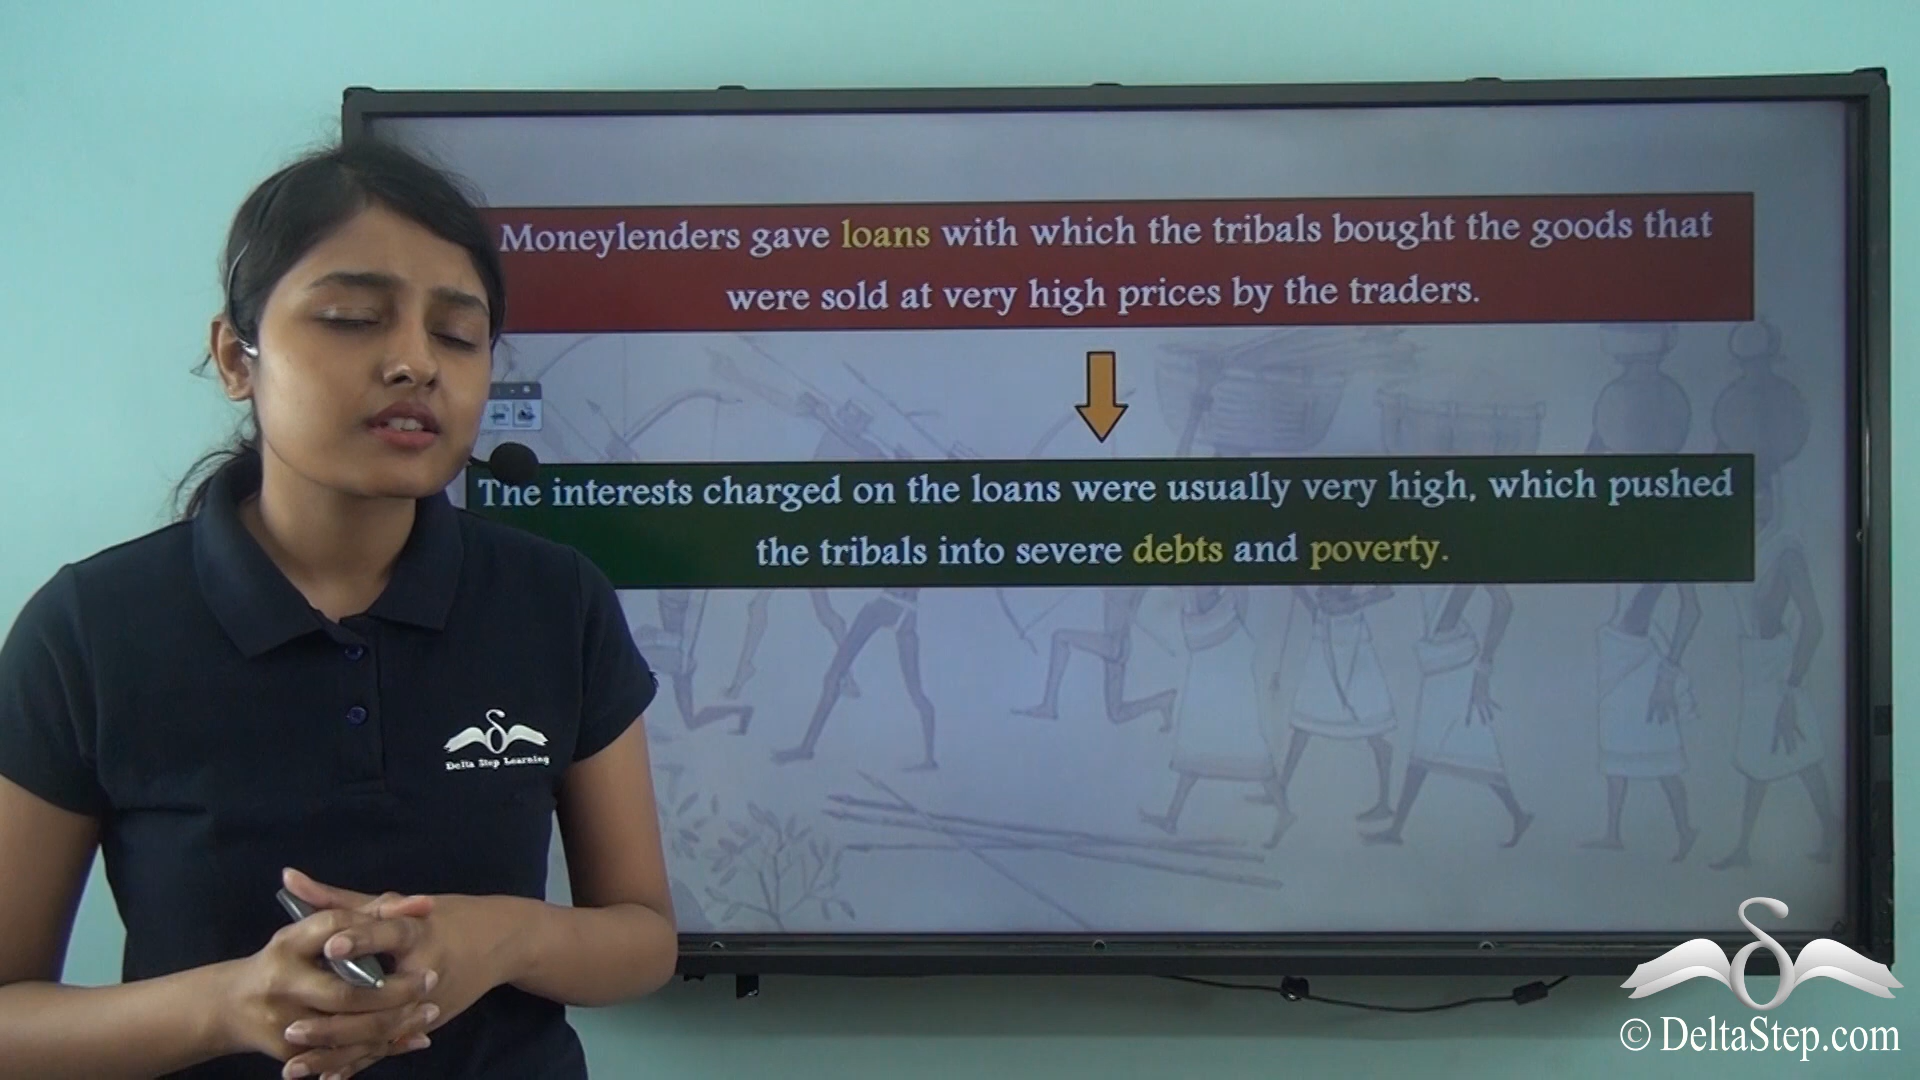 Moneylenders gave loans with which the tribals bought the goods that
were sold at very high prices by the traders.
The interests charged on the loans were usually very high, which pushed
the tribals into severe debts and poverty.
Delta Step Learning
© DeltaStep.com